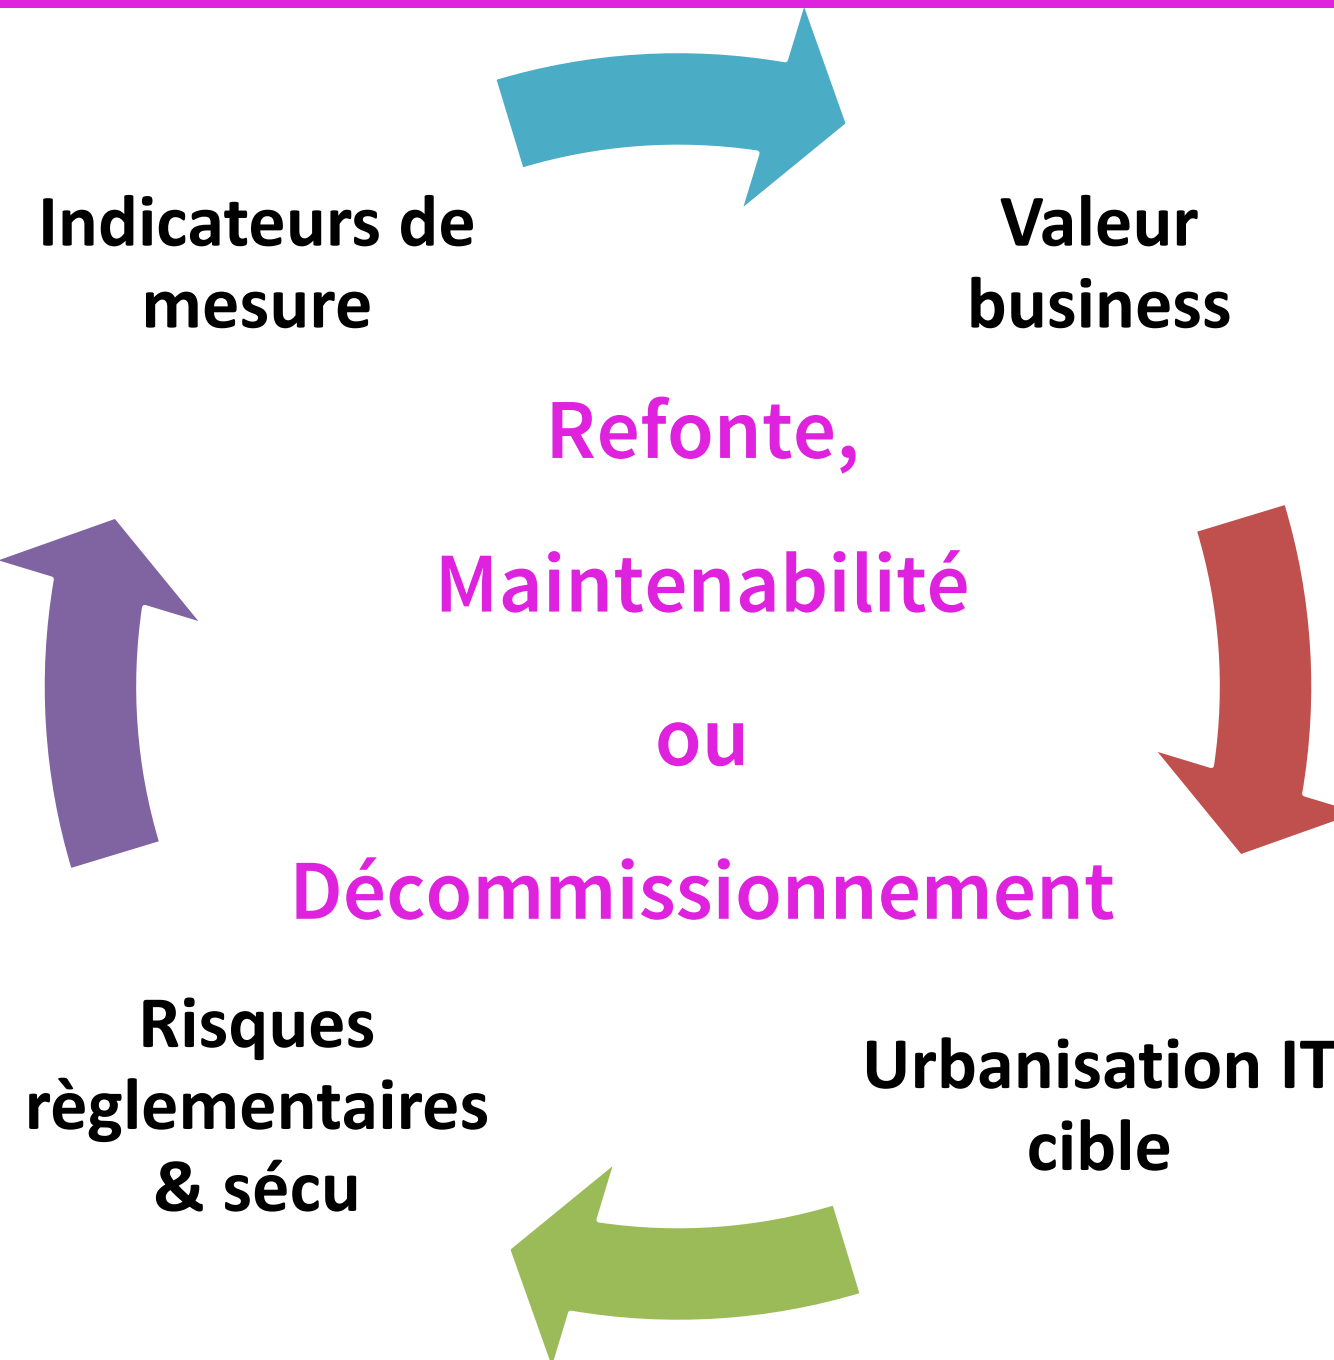 Indicateurs de
mesure
Valeur
business
Refonte,
Maintenabilité
ou
Décommissionnement
Risques
règlementaires
& sécu
Urbanisation IT
cible